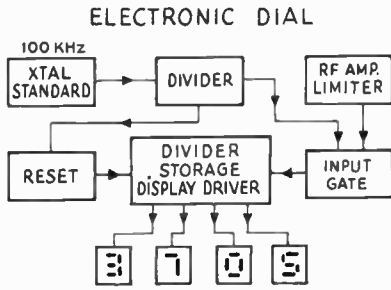 ELECTRONIC DIAL
100 KHz
XTAL
STANDARD
DIVIDER
RF AMP.
LIMITER
RESET
DIVIDER
STORAGE
DISPLAY DRIVER
INPUT
GATE
3 7 0 5